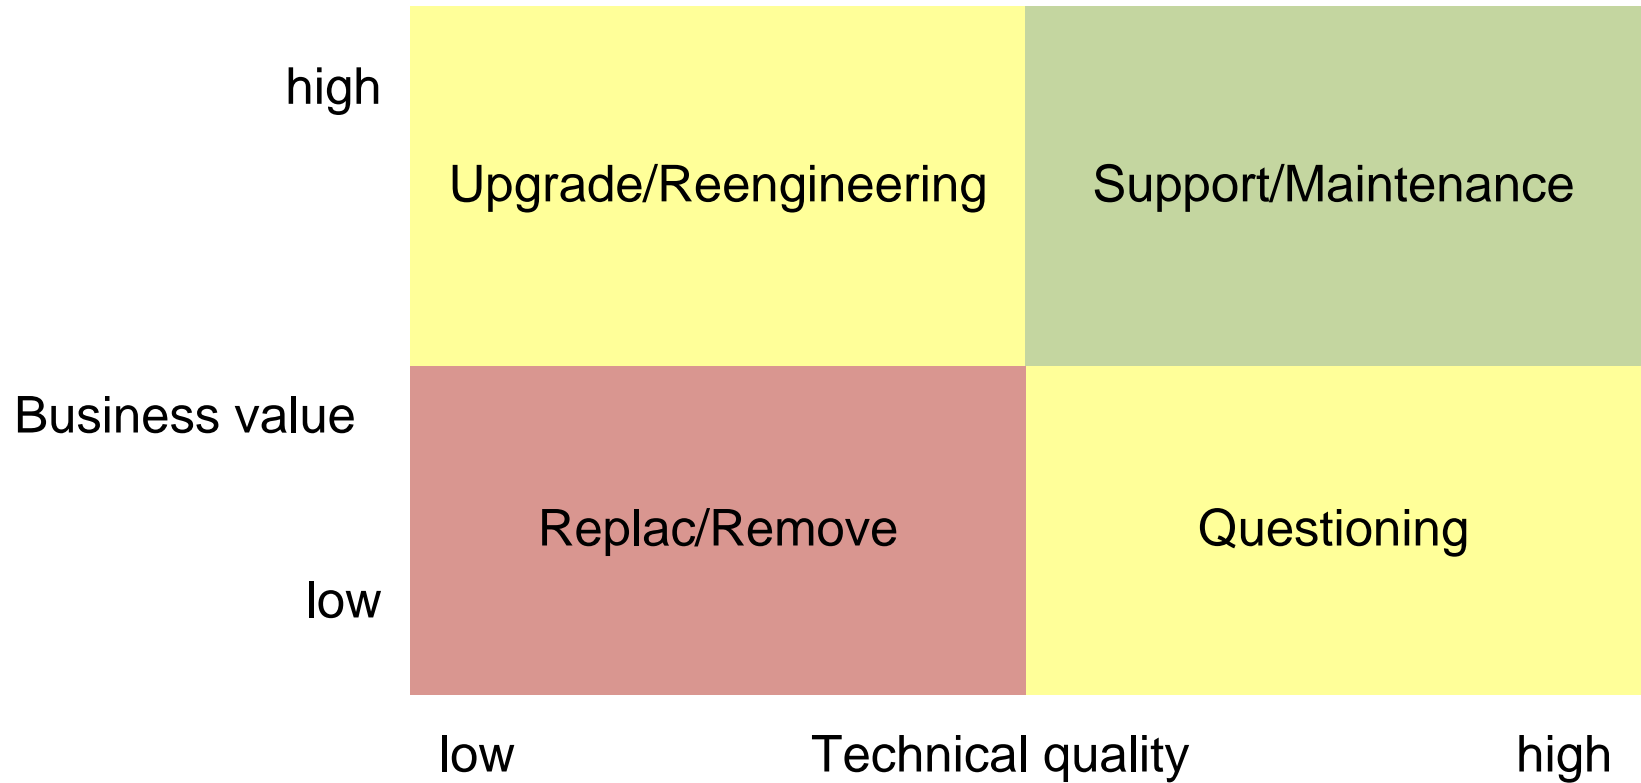 high
Upgrade/Reengineering
Support/Maintenance
Business value
Replac/Remove
Questioning
low
low
Technical quality
high